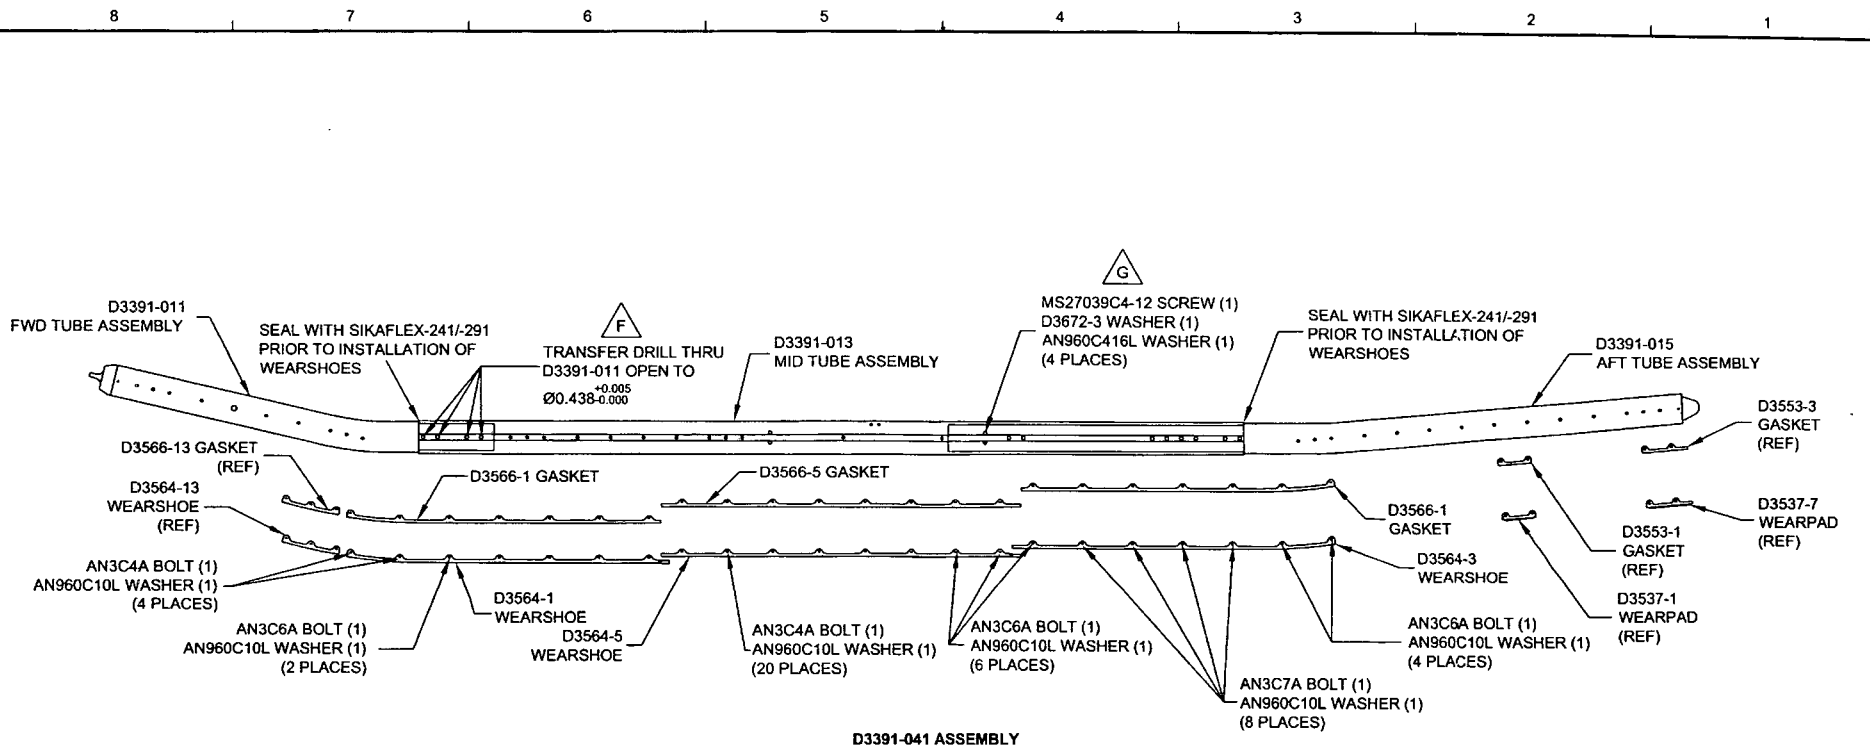 8 7 6 5 4 3 2 1
D3391-011
FWD TUBE ASSEMBLY
SEAL WITH SIKAFLEX-241/-291
PRIOR TO INSTALLATION OF
WEARSHOES
F
TRANSFER DRILL THRU
D3391-011 OPEN TO
Ø0.438+0.005
-0.000
D3391-013
MID TUBE ASSEMBLY
G
MS27039C4-12 SCREW (1)
D3672-3 WASHER (1)
AN960C416L WASHER (1)
(4 PLACES)
SEAL WITH SIKAFLEX-241/-291
PRIOR TO INSTALLATION OF
WEARSHOES
D3391-015
AFT TUBE ASSEMBLY
D3553-3
GASKET
(REF)
D3566-13 GASKET
(REF)
D3566-1 GASKET
D3566-5 GASKET
D3564-13
WEARSHOE
(REF)
D3566-1
GASKET
D3553-1
GASKET
(REF)
D3537-7
WEARPAD
(REF)
AN3C4A BOLT (1)
AN960C10L WASHER (1)
(4 PLACES)
D3564-1
WEARSHOE
D3564-3
WEARSHOE
D3537-1
WEARPAD
(REF)
AN3C6A BOLT (1)
AN960C10L WASHER (1)
(2 PLACES)
D3564-5
WEARSHOE
AN3C4A BOLT (1)
AN960C10L WASHER (1)
(20 PLACES)
AN3C6A BOLT (1)
AN960C10L WASHER (1)
(6 PLACES)
AN3C6A BOLT (1)
AN960C10L WASHER (1)
(4 PLACES)
AN3C7A BOLT (1)
AN960C10L WASHER (1)
(8 PLACES)
D3391-041 ASSEMBLY